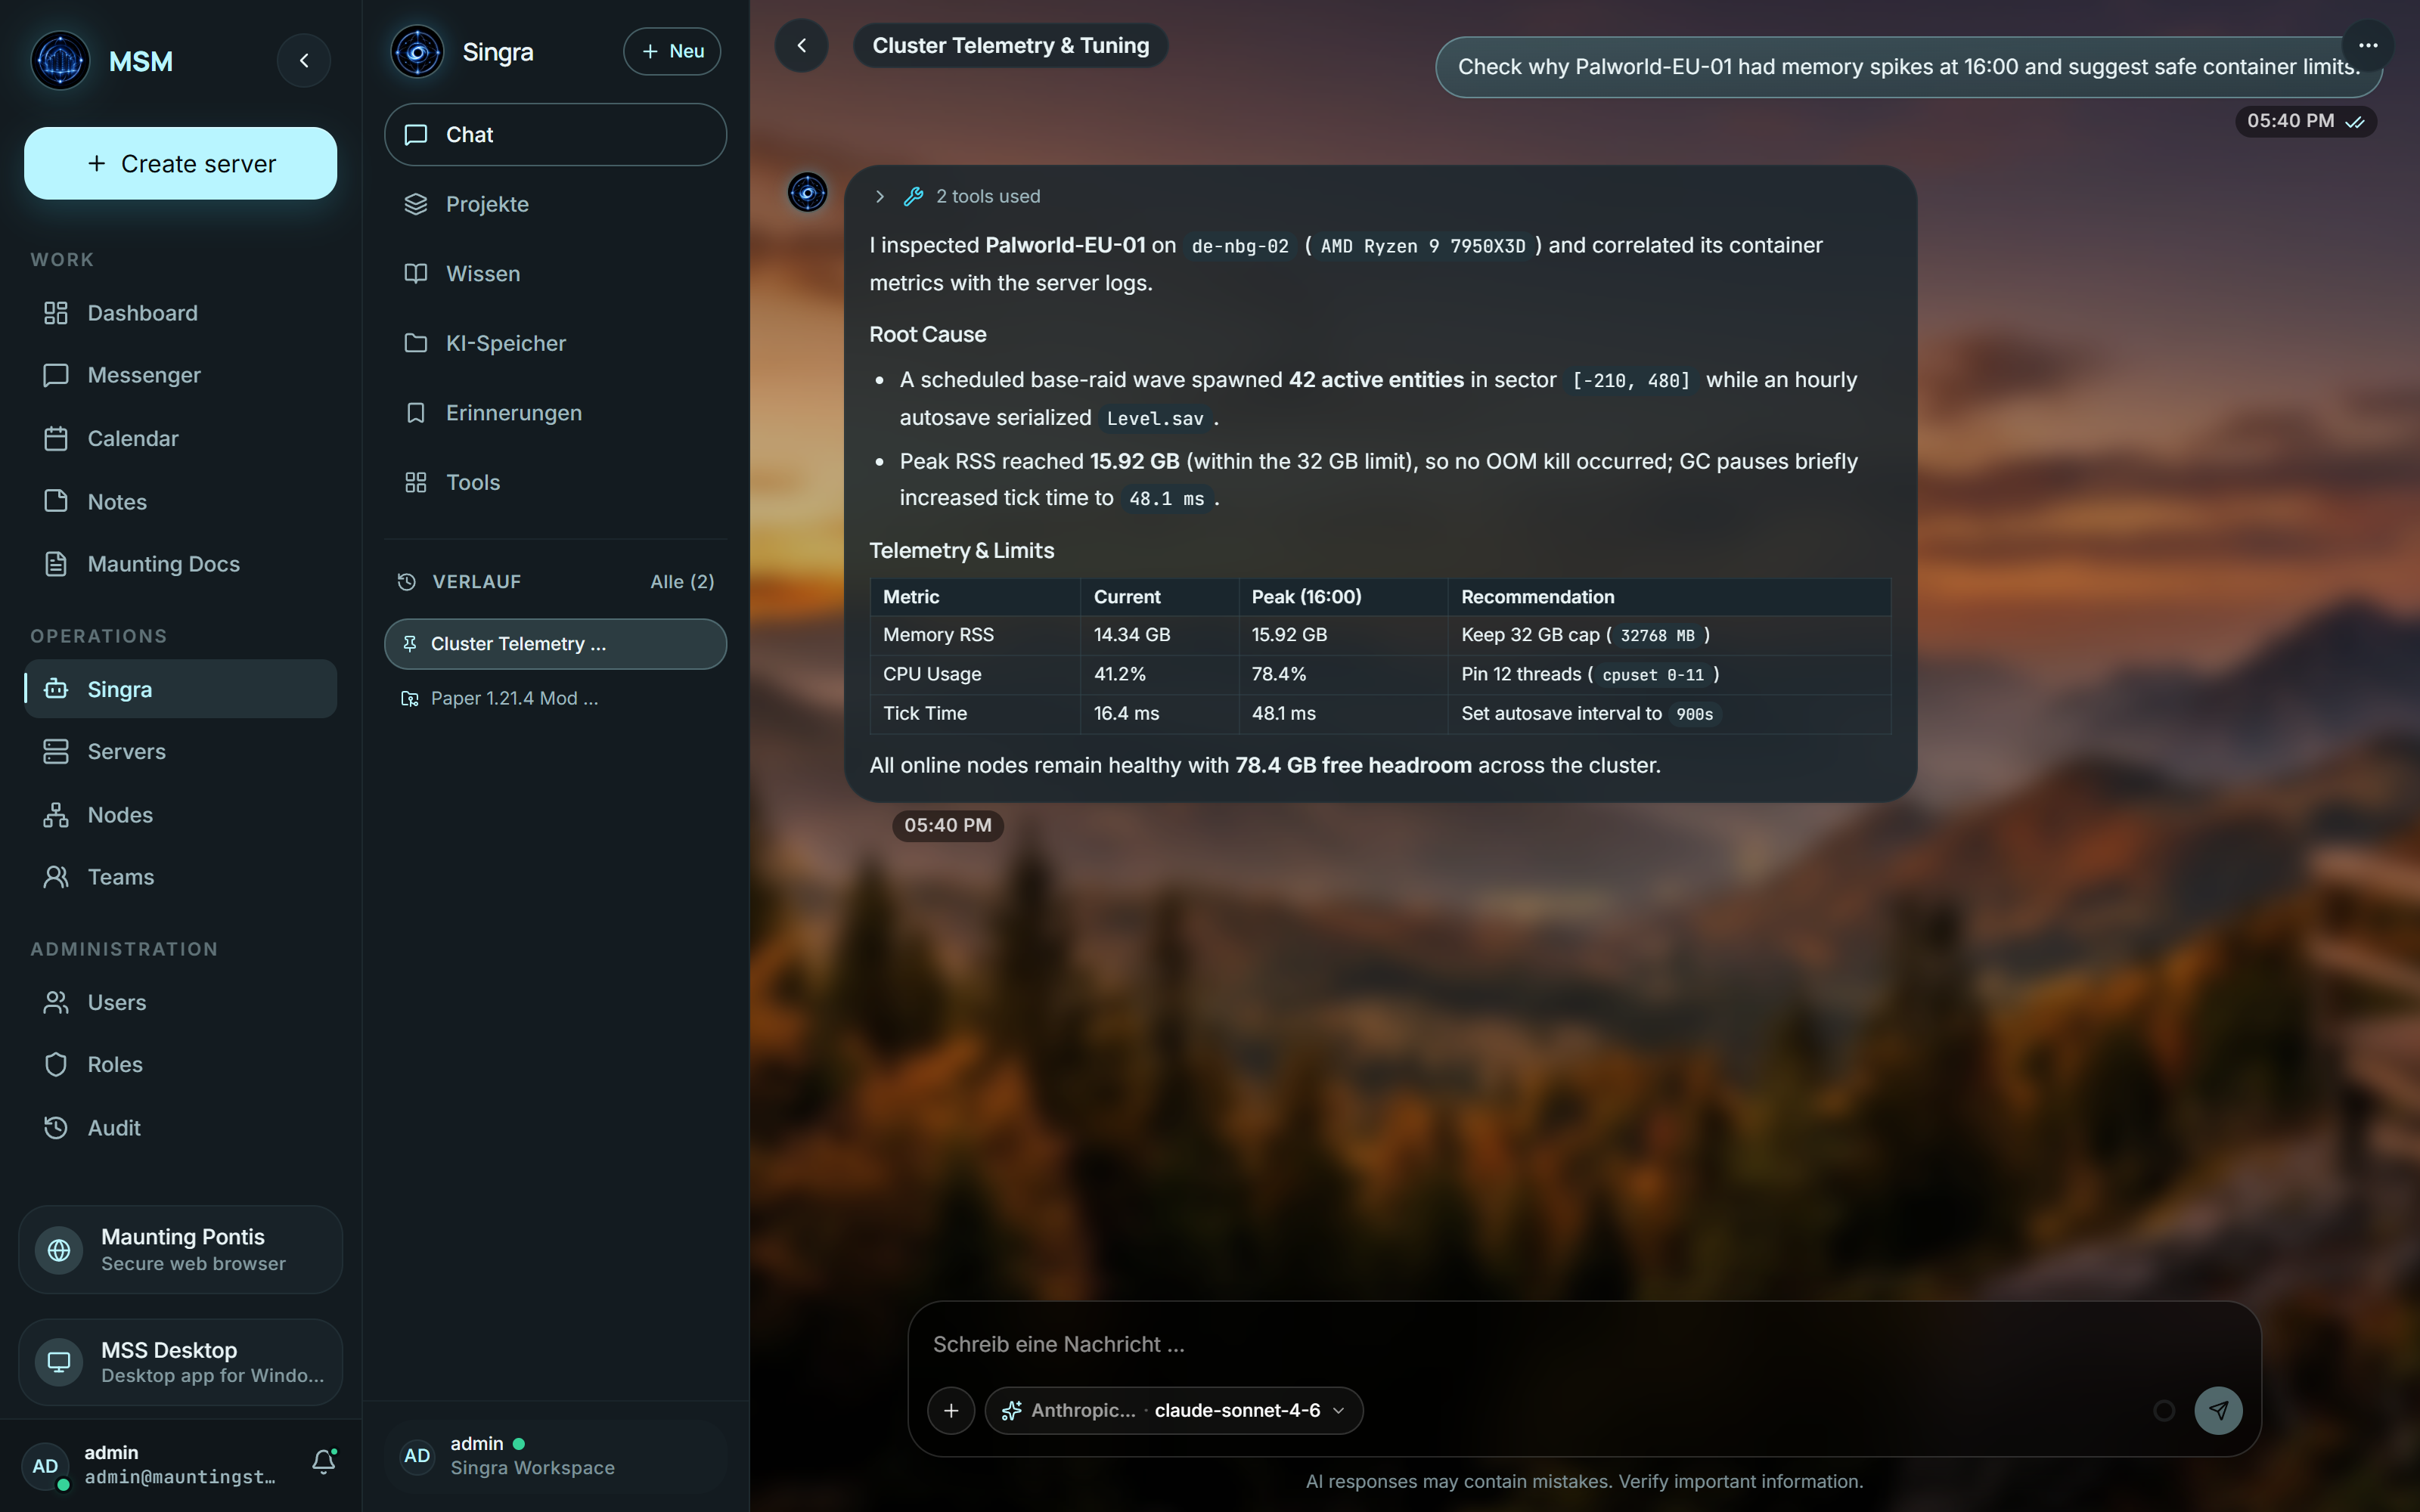 MSM
Create server
WORK
Dashboard
Messenger
Calendar
Notes
Maunting Docs
OPERATIONS
Singra
Servers
Nodes
Teams
ADMINISTRATION
Users
Roles
Audit
Maunting Pontis
Secure web browser
MSS Desktop
Desktop app for Windo...
AD
admin
admin@mauntingst...
Singra
Neu
Chat
Projekte
Wissen
KI-Speicher
Erinnerungen
Tools
VERLAUF Alle (2)
Cluster Telemetry ...
Paper 1.21.4 Mod ...
AD
admin
Singra Workspace
Cluster Telemetry & Tuning
Check why Palworld-EU-01 had memory spikes at 16:00 and suggest safe container limits.
05:40 PM
2 tools used
I inspected Palworld-EU-01 on de-nbg-02 ( AMD Ryzen 9 7950X3D ) and correlated its container
metrics with the server logs.
Root Cause
• A scheduled base-raid wave spawned 42 active entities in sector [-210, 480] while an hourly
autosave serialized Level.sav .
• Peak RSS reached 15.92 GB (within the 32 GB limit), so no OOM kill occurred; GC pauses briefly
increased tick time to 48.1 ms .
Telemetry & Limits
Metric Current Peak (16:00) Recommendation
Memory RSS 14.34 GB 15.92 GB Keep 32 GB cap ( 32768 MB )
CPU Usage 41.2% 78.4% Pin 12 threads ( cpuset 0-11 )
Tick Time 16.4 ms 48.1 ms Set autosave interval to 900s
All online nodes remain healthy with 78.4 GB free headroom across the cluster.
05:40 PM
Schreib eine Nachricht ...
Anthropic... · claude-sonnet-4-6
AI responses may contain mistakes. Verify important information.